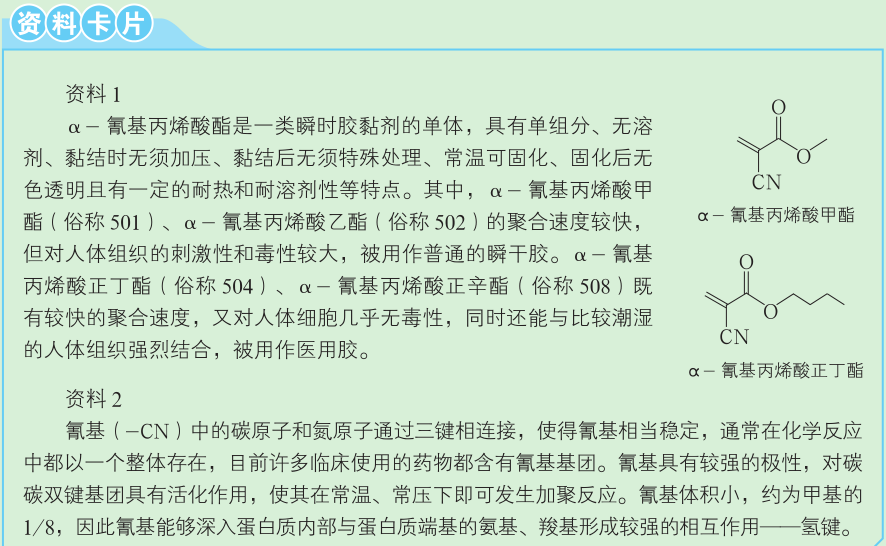 资料卡片
资料 1
α－氰基丙烯酸酯是一类瞬时胶黏剂的单体，具有单组分、无溶
剂、黏结时无须加压、黏结后无须特殊处理、常温可固化、固化后无
色透明且有一定的耐热和耐溶剂性等特点。其中，α－氰基丙烯酸甲
酯（俗称 501）、α－氰基丙烯酸乙酯（俗称 502）的聚合速度较快，
但对人体组织的刺激性和毒性较大，被用作普通的瞬干胶。α－氰基
丙烯酸正丁酯（俗称 504）、α－氰基丙烯酸正辛酯（俗称 508）既
有较快的聚合速度，又对人体细胞几乎无毒性，同时还能与比较潮湿
的人体组织强烈结合，被用作医用胶。
O
O
CN
α－氰基丙烯酸甲酯
O
O
CN
α－氰基丙烯酸正丁酯
资料 2
氰基（－CN）中的碳原子和氮原子通过三键相连接，使得氰基相当稳定，通常在化学反应
中都以一个整体存在，目前许多临床使用的药物都含有氰基基团。氰基具有较强的极性，对碳
碳双键基团具有活化作用，使其在常温、常压下即可发生加聚反应。氰基体积小，约为甲基的
1/8，因此氰基能够深入蛋白质内部与蛋白质端基的氨基、羧基形成较强的相互作用——氢键。